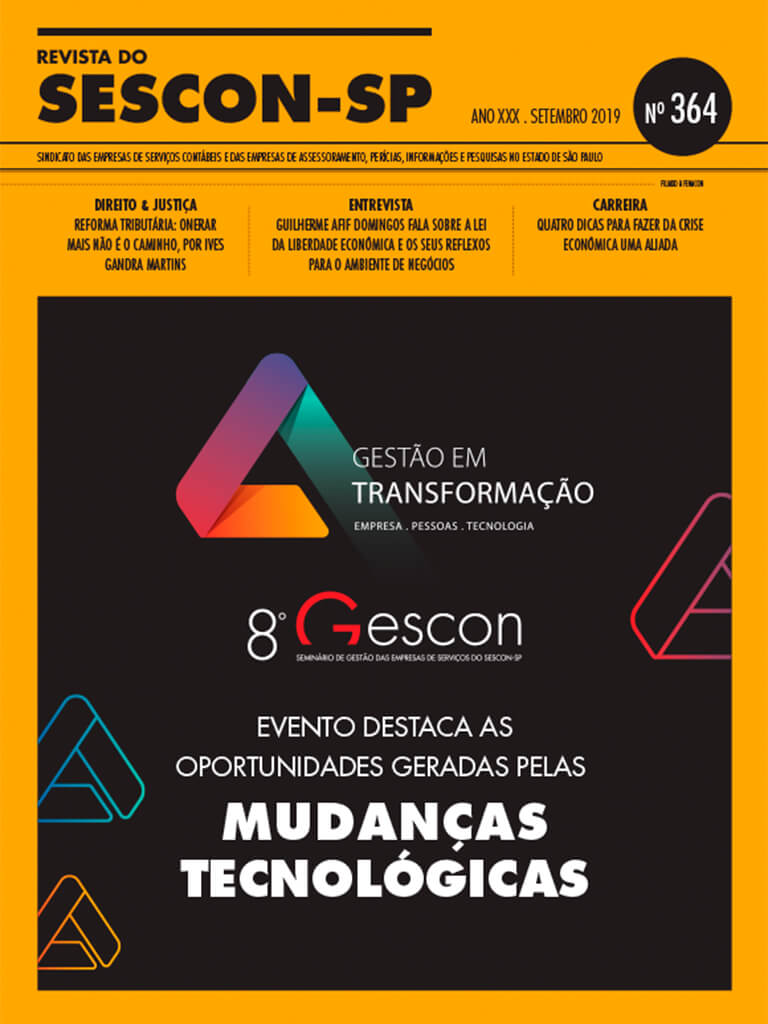 REVISTA DO
SESCON-SP
ANO XXX . SETEMBRO 2019
Nº 364
SINDICATO DAS EMPRESAS DE SERVIÇOS CONTÁBEIS E DAS EMPRESAS DE ASSESSORAMENTO, PERÍCIAS, INFORMAÇÕES E PESQUISAS NO ESTADO DE SÃO PAULO
FILIADO À FENACON
DIREITO & JUSTIÇA
REFORMA TRIBUTÁRIA: ONERAR
MAIS NÃO É O CAMINHO, POR IVES
GANDRA MARTINS
ENTREVISTA
GUILHERME AFIF DOMINGOS FALA SOBRE A LEI
DA LIBERDADE ECONÔMICA E OS SEUS REFLEXOS
PARA O AMBIENTE DE NEGÓCIOS
CARREIRA
QUATRO DICAS PARA FAZER DA CRISE
ECONÔMICA UMA ALIADA
GESTÃO EM
TRANSFORMAÇÃO
EMPRESA . PESSOAS . TECNOLOGIA
8º Gescon
SEMINÁRIO DE GESTÃO DAS EMPRESAS DE SERVIÇOS DO SESCON-SP
EVENTO DESTACA AS
OPORTUNIDADES GERADAS PELAS
MUDANÇAS
TECNOLÓGICAS